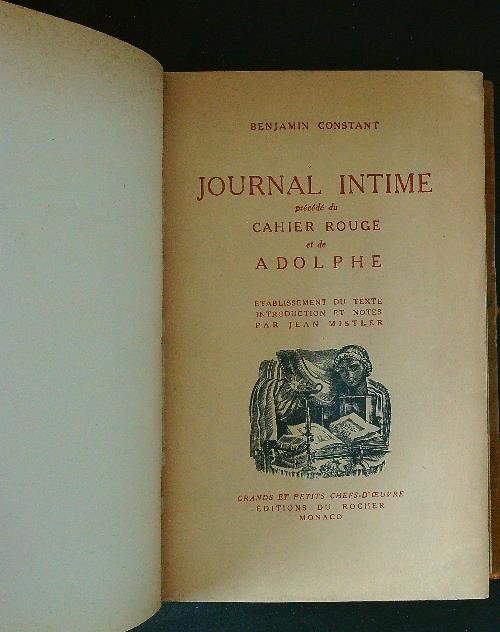 BENJAMIN CONSTANT
JOURNAL INTIME
précédé du
CAHIER ROUGE
et de
ADOLPHE
ETABLISSEMENT DU TEXTE
INTRODUCTION ET NOTES
PAR JEAN MISTLER
GRANDS ET PETITS CHEFS-D'ŒUVRE
EDITIONS DU ROCHER
MONACO